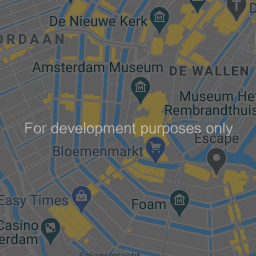 De Nieuwe Kerk
ORDAAN
Amsterdam Museum
DE WALLEN
Museum He
Rembrandthuis
For development purposes only
Escape
Bloemenmarkt
Easy Times
Foam
Casino
erdam